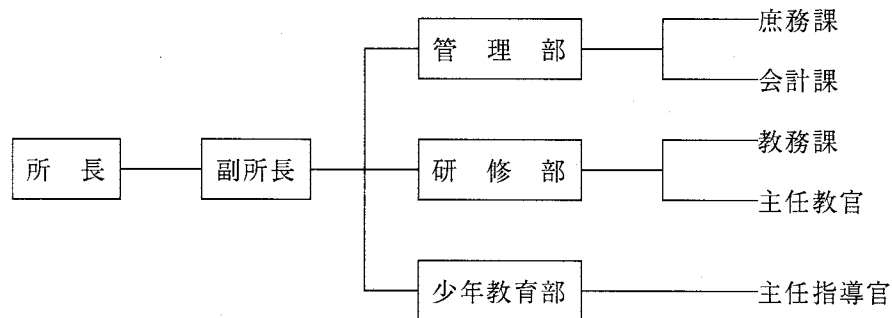 所長
副所長
管理部
庶務課
会計課
研修部
教務課
主任教官
少年教育部
主任指導官